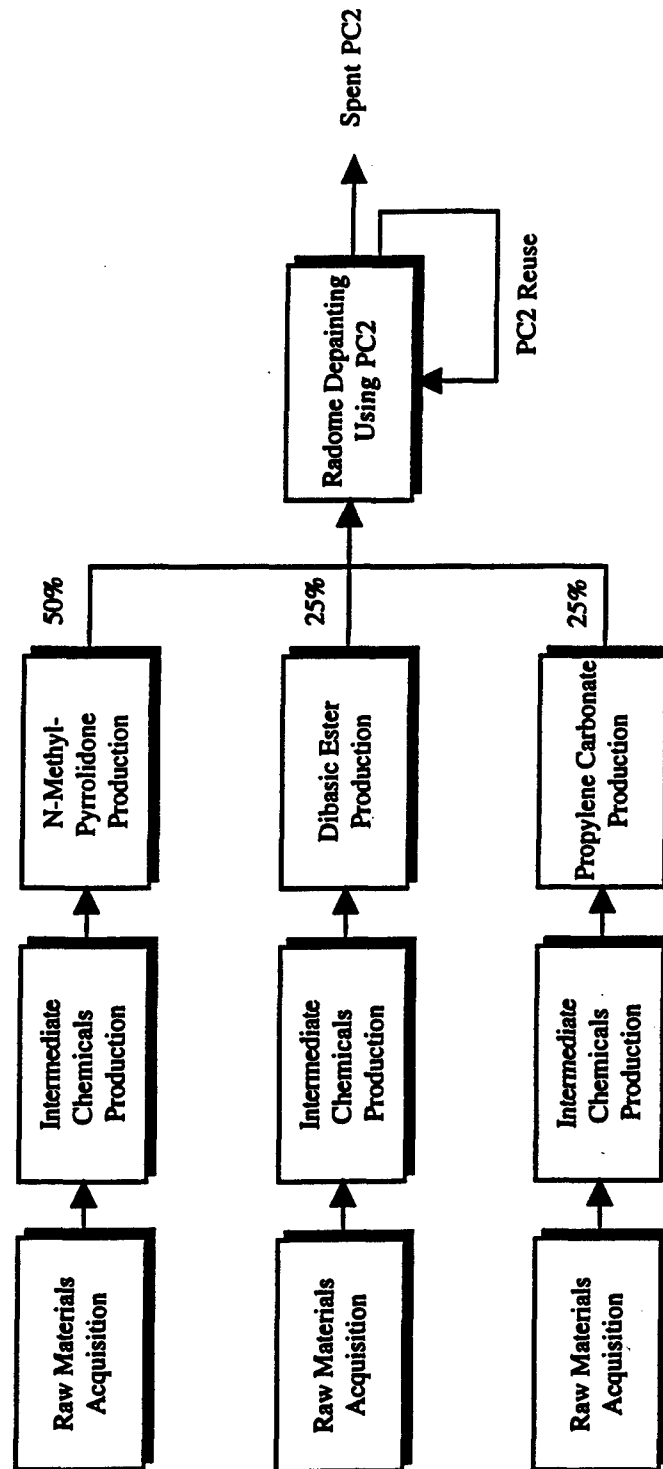 Raw Materials
Acquisition
Intermediate
Chemicals
Production
N-Methyl-
Pyrrolidone
Production
50%
Raw Materials
Acquisition
Intermediate
Chemicals
Production
Dibasic Ester
Production
25%
Raw Materials
Acquisition
Intermediate
Chemicals
Production
Propylene Carbonate
Production
25%
Radome Depainting
Using PC2
PC2 Reuse
Spent PC2